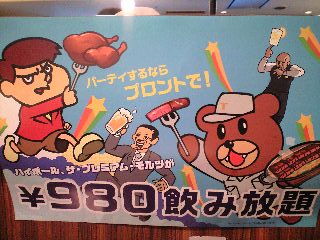 パーティするなら
プロントで!
ハイボール、ザ・プレミアム・モルツが
¥980飲み放題